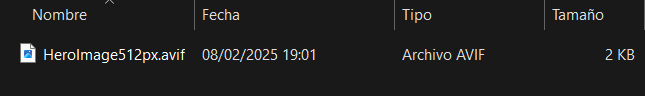 Nombre Fecha Tipo Tamaño
HeroImage512px.avif 08/02/2025 19:01 Archivo AVIF 2 KB